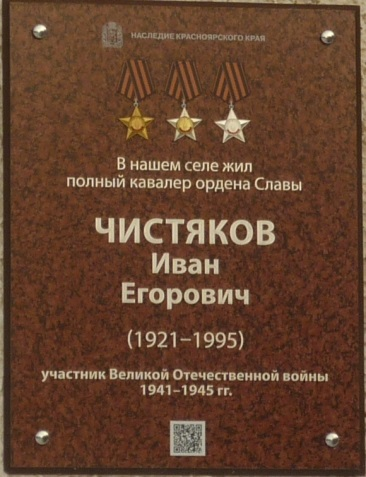 НАСЛЕДИЕ КРАСНОЯРСКОГО КРАЯ
В нашем селе жил
полный кавалер ордена Славы
ЧИСТЯКОВ
Иван
Егорович
(1921–1995)
участник Великой Отечественной войны
1941–1945 гг.